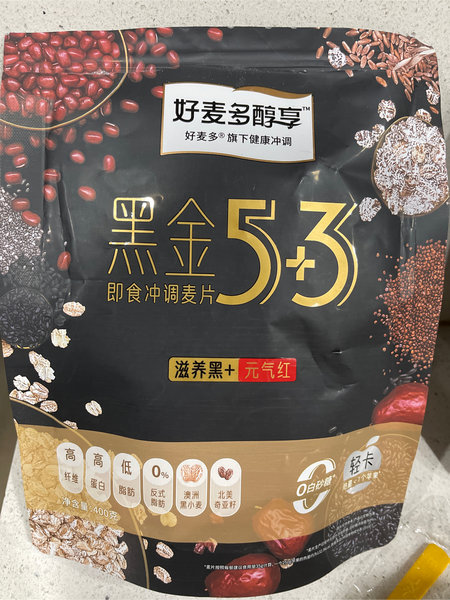 好麦多醇享™
好麦多®旗下健康冲调
黑金5+3
即食冲调麦片
滋养黑+ 元气红
高
纤维
高
蛋白
低
脂肪
0%
反式
脂肪
澳洲
黑小麦
北美
奇亚籽
0白砂糖
轻卡
净含量:400克